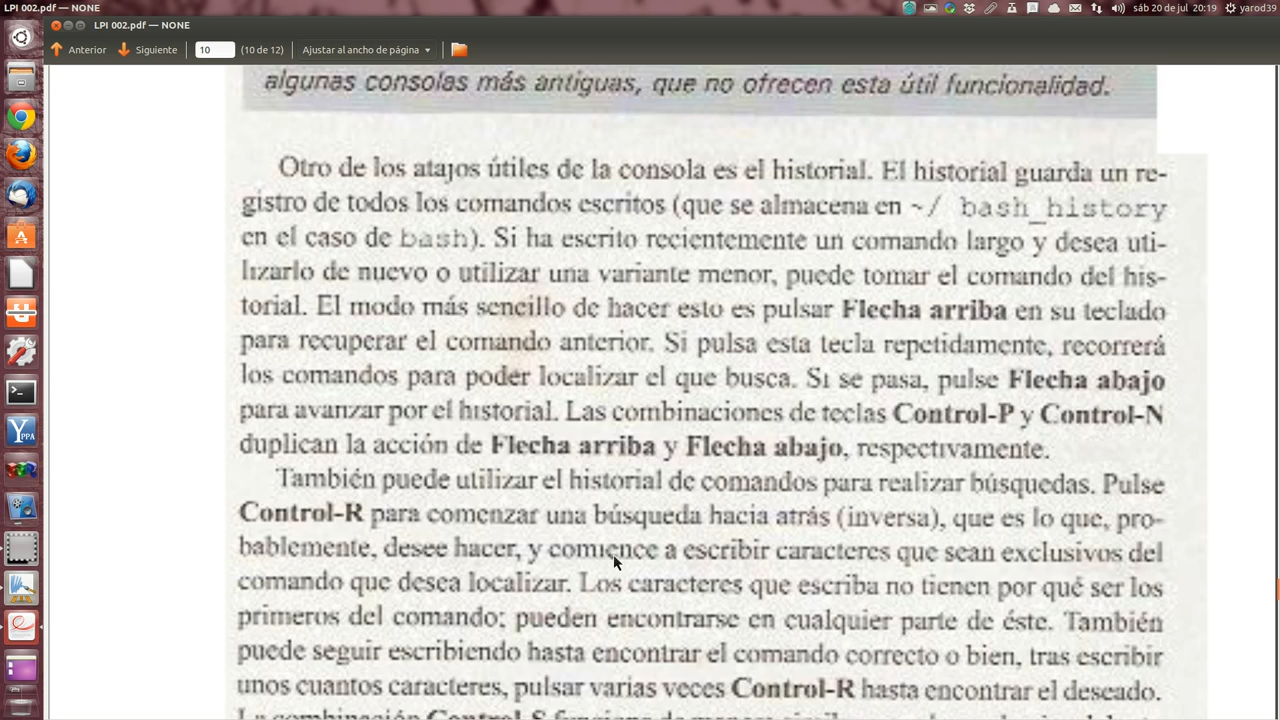 LPI 002.pdf — NONE
sáb 20 de jul 20:19
yarod39
LPI 002.pdf — NONE
Anterior
Siguiente
10
(10 de 12)
Ajustar al ancho de página
algunas consolas más antiguas, que no ofrecen esta útil funcionalidad.
Otro de los atajos útiles de la consola es el historial. El historial guarda un re-
gistro de todos los comandos escritos (que se almacena en ~/ bash_history
en el caso de bash). Si ha escrito recientemente un comando largo y desea uti-
lizarlo de nuevo o utilizar una variante menor, puede tomar el comando del his-
torial. El modo más sencillo de hacer esto es pulsar Flecha arriba en su teclado
para recuperar el comando anterior. Si pulsa esta tecla repetidamente, recorrerá
los comandos para poder localizar el que busca. Si se pasa, pulse Flecha abajo
para avanzar por el historial. Las combinaciones de teclas Control-P y Control-N
duplican la acción de Flecha arriba y Flecha abajo, respectivamente.
También puede utilizar el historial de comandos para realizar búsquedas. Pulse
Control-R para comenzar una búsqueda hacia atrás (inversa), que es lo que, pro-
bablemente, desee hacer, y comience a escribir caracteres que sean exclusivos del
comando que desea localizar. Los caracteres que escriba no tienen por qué ser los
primeros del comando; pueden encontrarse en cualquier parte de éste. También
puede seguir escribiendo hasta encontrar el comando correcto o bien, tras escribir
unos cuantos caracteres, pulsar varias veces Control-R hasta encontrar el deseado.
La combinación Control-S funciona de manera